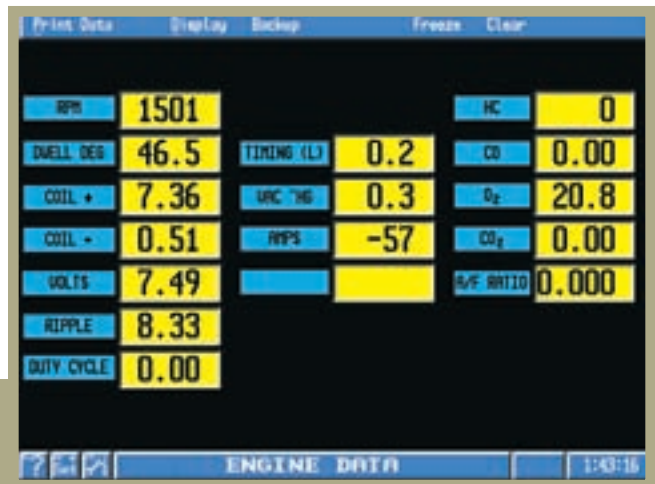 Print Data Display Backup Freeze Clear
RPM 1501 HC 0
DWELL DEG 46.5 TIMING (L) 0.2 CO 0.00
COIL + 7.36 VAC "HG 0.3 O₂ 20.8
COIL - 0.51 AMPS -57 CO₂ 0.00
VOLTS 7.49 A/F RATIO 0.000
RIPPLE 8.33
DUTY CYCLE 0.00
? ENGINE DATA 1:43:16